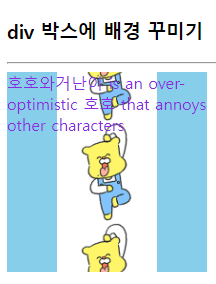 div 박스에 배경 꾸미기
호호와거난이 is an over-
optimistic 호호 that annoys
other characters